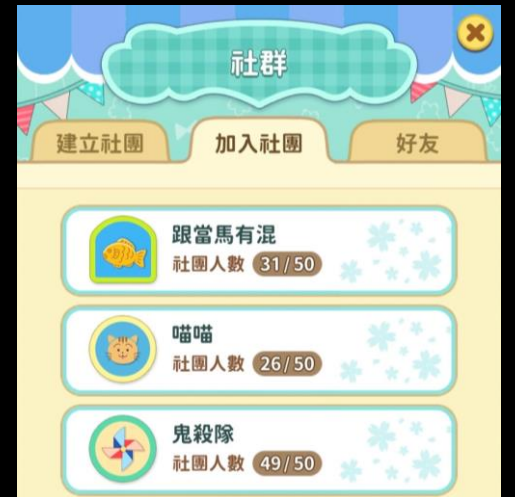 社群
建立社團 加入社團 好友
跟當馬有混
社團人數 31/50
喵喵
社團人數 26/50
鬼殺隊
社團人數 49/50